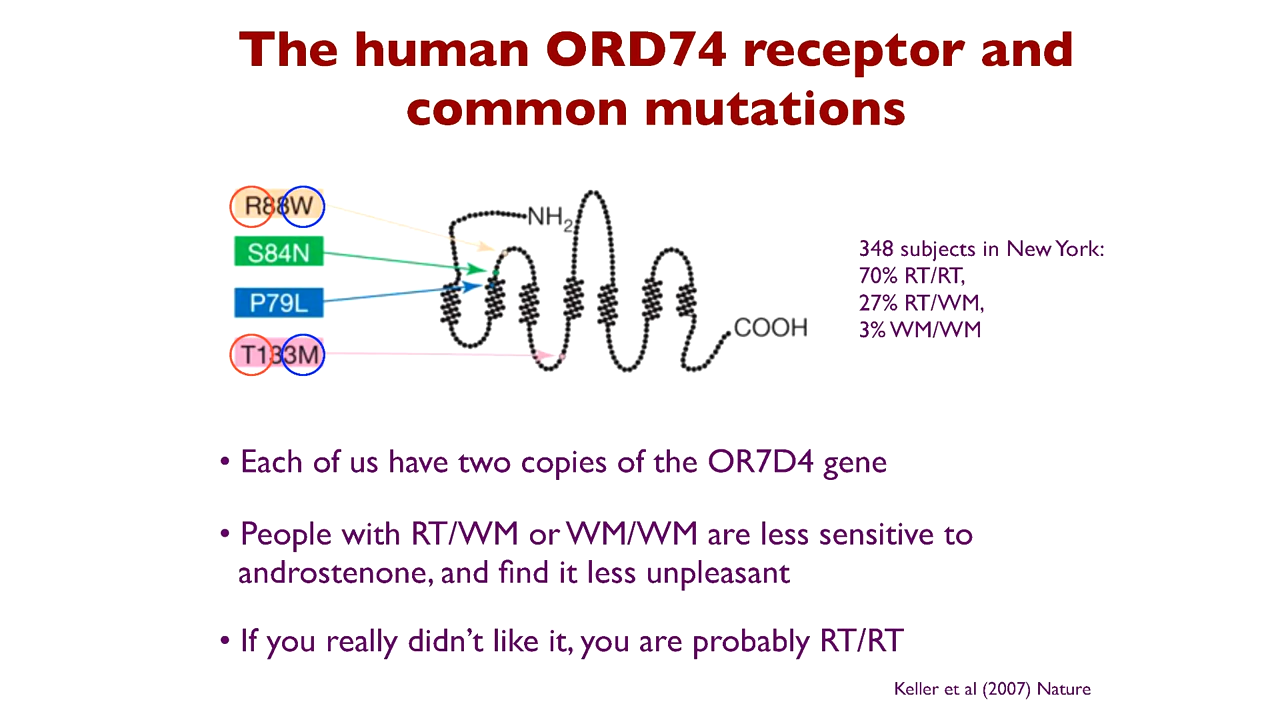 The human ORD74 receptor and
common mutations
R88W
S84N
P79L
T133M
NH2
COOH
348 subjects in New York:
70% RT/RT,
27% RT/WM,
3% WM/WM
• Each of us have two copies of the OR7D4 gene
• People with RT/WM or WM/WM are less sensitive to
androstenone, and find it less unpleasant
• If you really didn't like it, you are probably RT/RT
Keller et al (2007) Nature